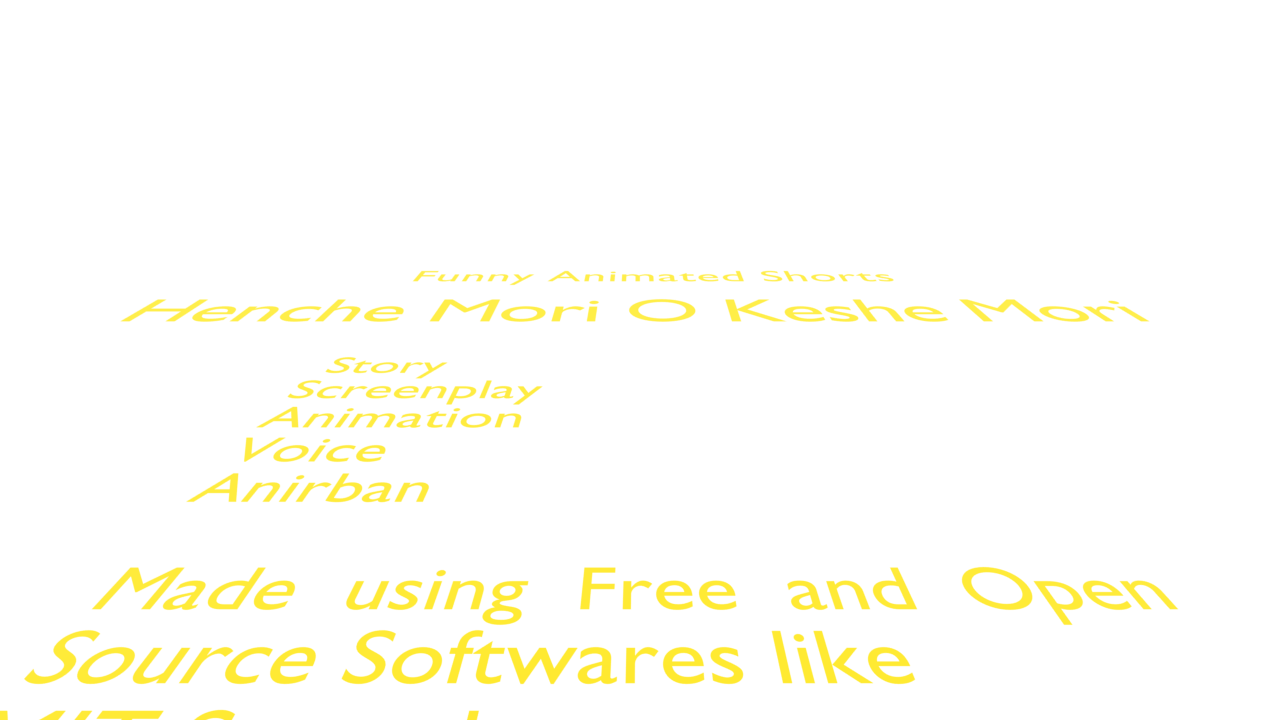 Funny Animated Shorts
Henche Mori O Keshe Mori
Story
Screenplay
Animation
Voice
Anirban
Made using Free and Open
Source Softwares like
MIT